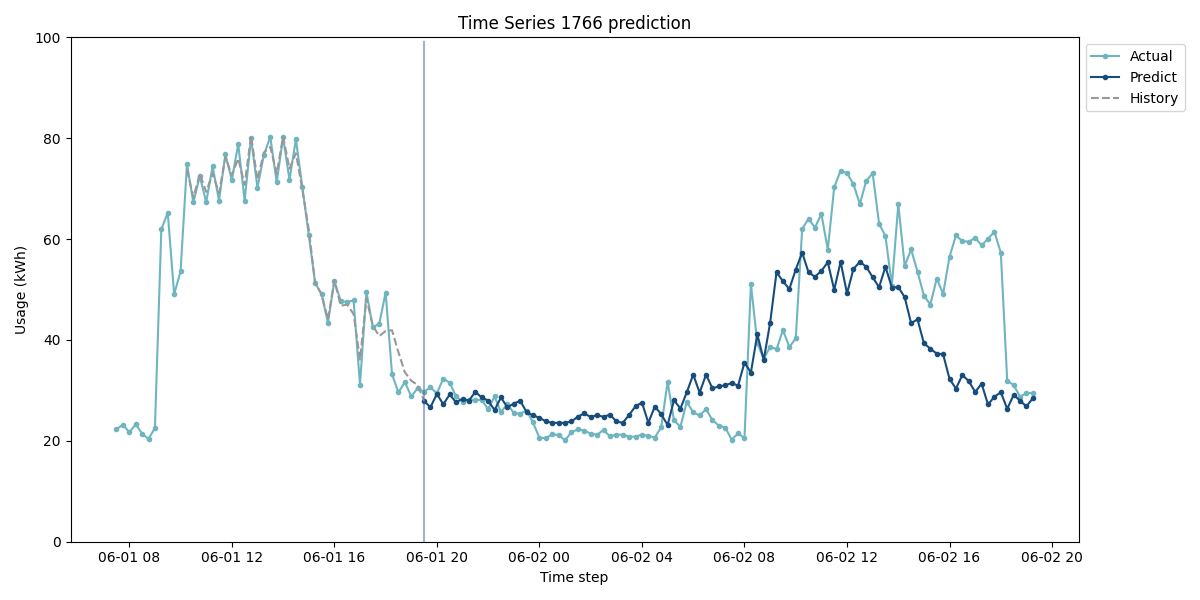 Time Series 1766 prediction
Usage (kWh)
100
80
60
40
20
0
06-01 08
06-01 12
06-01 16
06-01 20
06-02 00
06-02 04
06-02 08
06-02 12
06-02 16
06-02 20
Time step
Actual
Predict
History